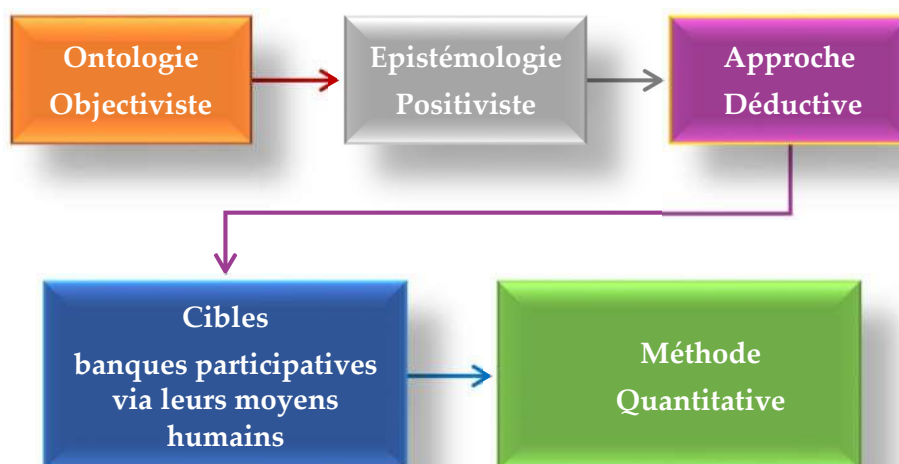 Ontologie
Objectiviste
Epistémologie
Positiviste
Approche
Déductive
Cibles
banques participatives
via leurs moyens
humains
Méthode
Quantitative